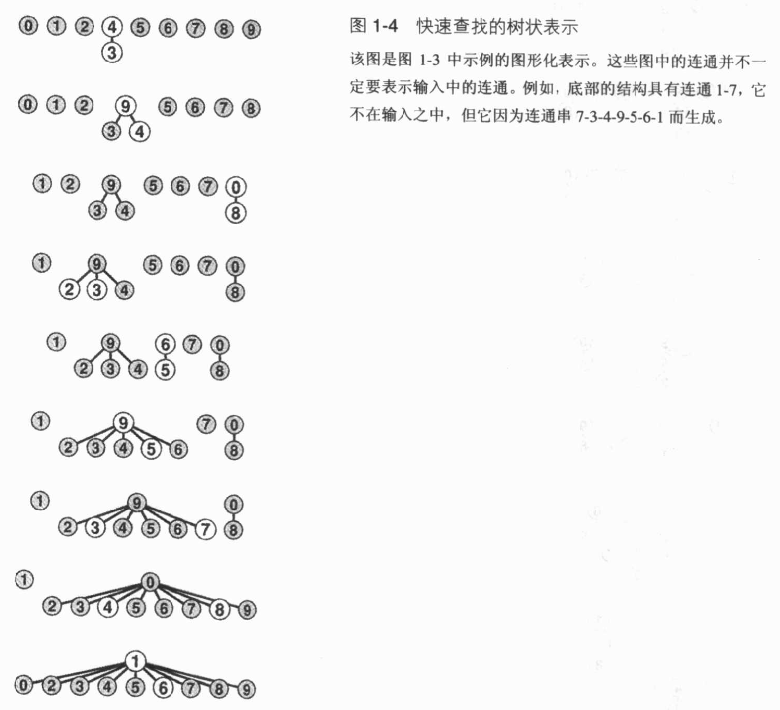 0 1 2 4 5 6 7 8 9
3
图 1-4 快速查找的树状表示
该图是图 1-3 中示例的图形化表示。这些图中的连通并不一
定要表示输入中的连通。例如，底部的结构具有连通 1-7，它
不在输入之中，但它因为连通串 7-3-4-9-5-6-1 而生成。
0 1 2 9 5 6 7 8
3 4
1 2 9 5 6 7 0
3 4 8
1 9 5 6 7 0
2 3 4 8
1 9 6 7 0
2 3 4 5 8
1 9 7 0
2 3 4 5 6 8
1 9 0
2 3 4 5 6 7 8
1 0
2 3 4 5 6 7 8 9
1
0 2 3 4 5 6 7 8 9